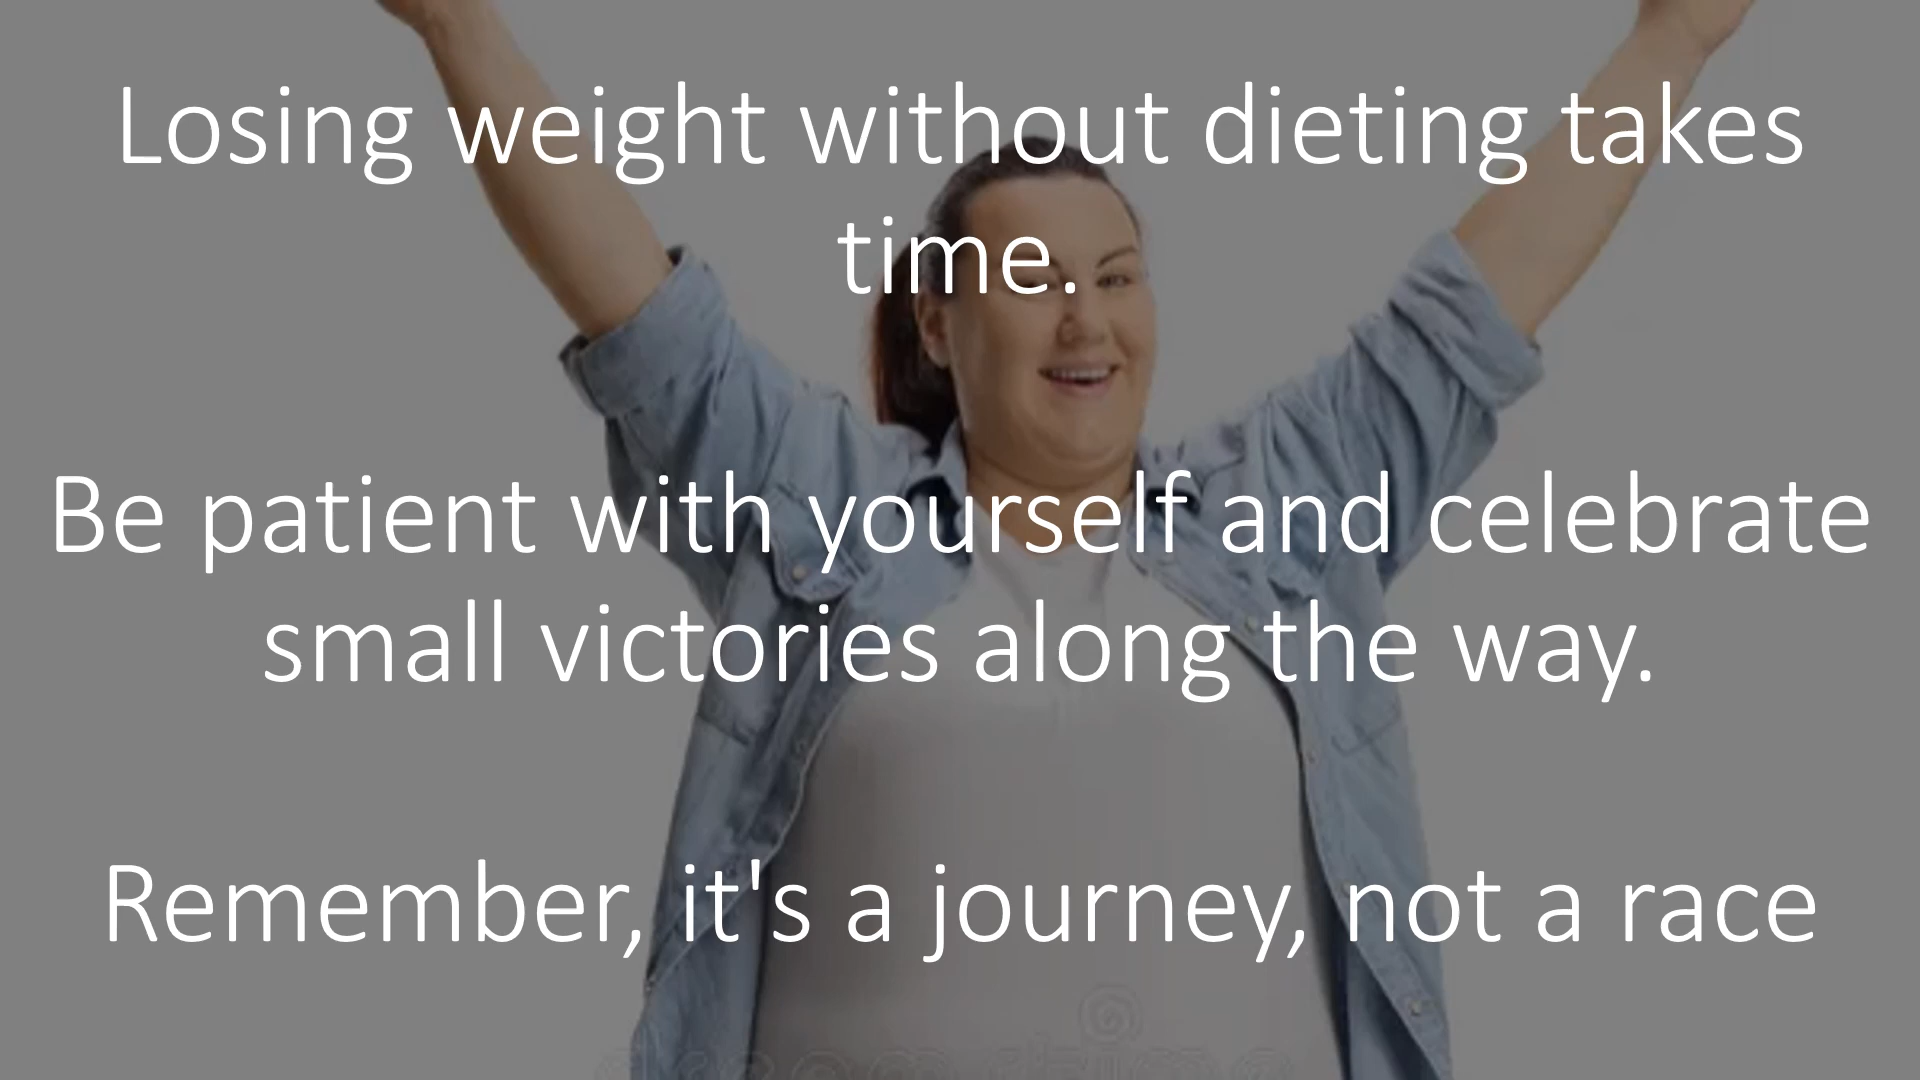 Losing weight without dieting takes
time.
Be patient with yourself and celebrate
small victories along the way.
Remember, it's a journey, not a race